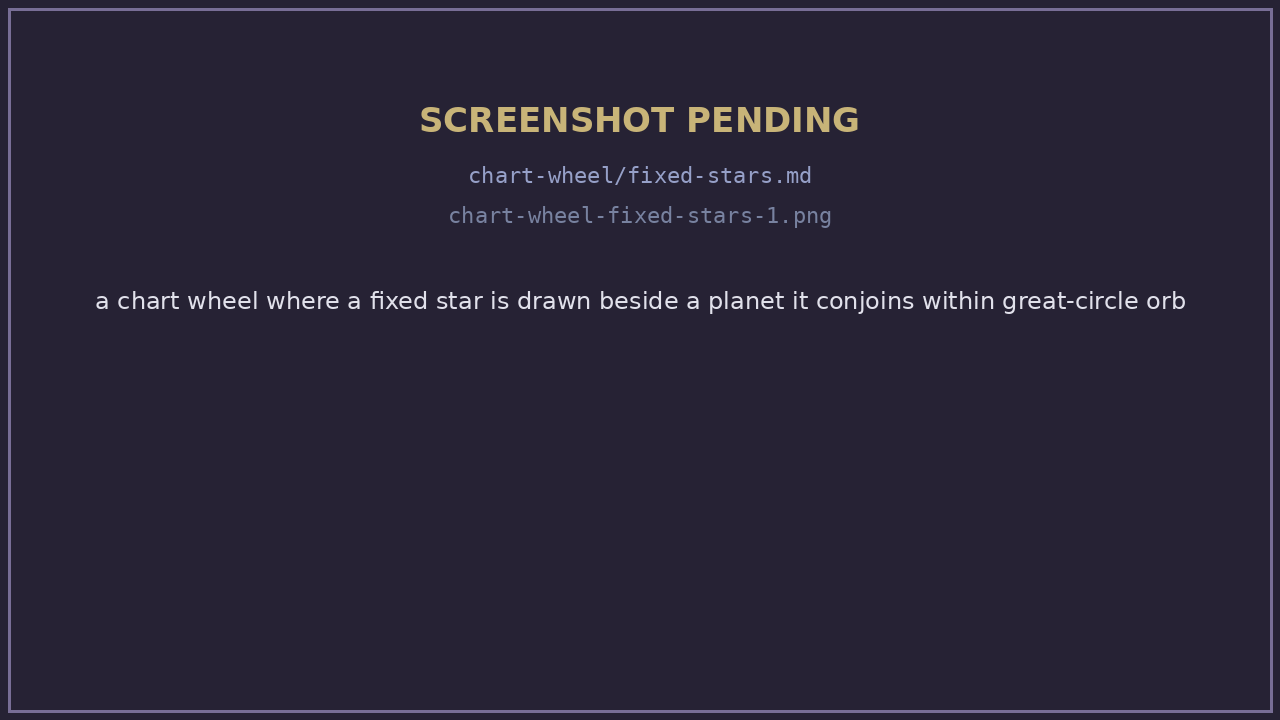 SCREENSHOT PENDING
chart-wheel/fixed-stars.md
chart-wheel-fixed-stars-1.png
a chart wheel where a fixed star is drawn beside a planet it conjoins within great-circle orb